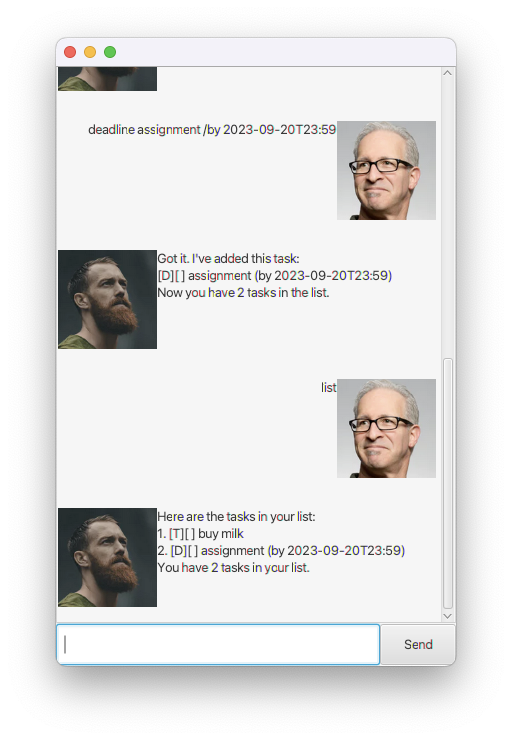 deadline assignment /by 2023-09-20T23:59
Got it. I've added this task:
[D][ ] assignment (by 2023-09-20T23:59)
Now you have 2 tasks in the list.
list
Here are the tasks in your list:
1. [T][ ] buy milk
2. [D][ ] assignment (by 2023-09-20T23:59)
You have 2 tasks in your list.
Send